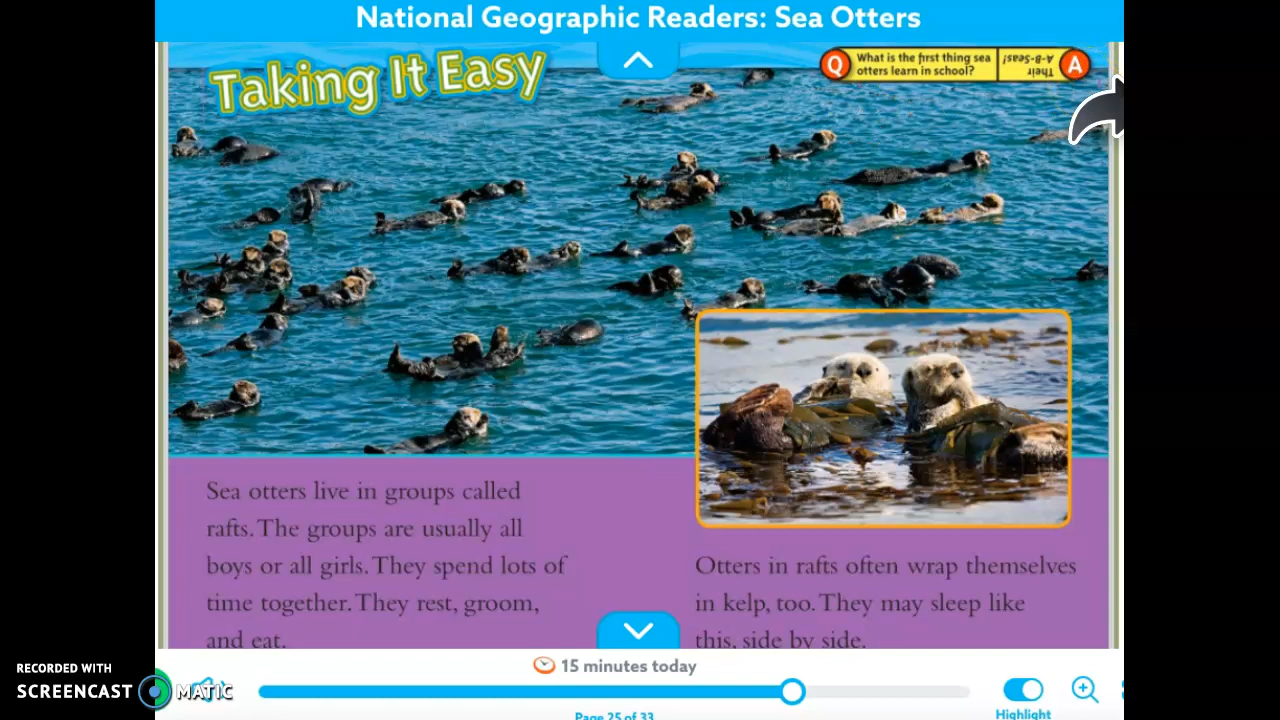 National Geographic Readers: Sea Otters
Taking It Easy
Q
What is the first thing sea
otters learn in school?
Their
A-B-Seas!
A
Sea otters live in groups called
rafts. The groups are usually all
boys or all girls. They spend lots of
time together. They rest, groom,
and eat.
Otters in rafts often wrap themselves
in kelp, too. They may sleep like
this, side by side.
15 minutes today
Page 25 of 33
Highlight
RECORDED WITH
SCREENCAST MATIC